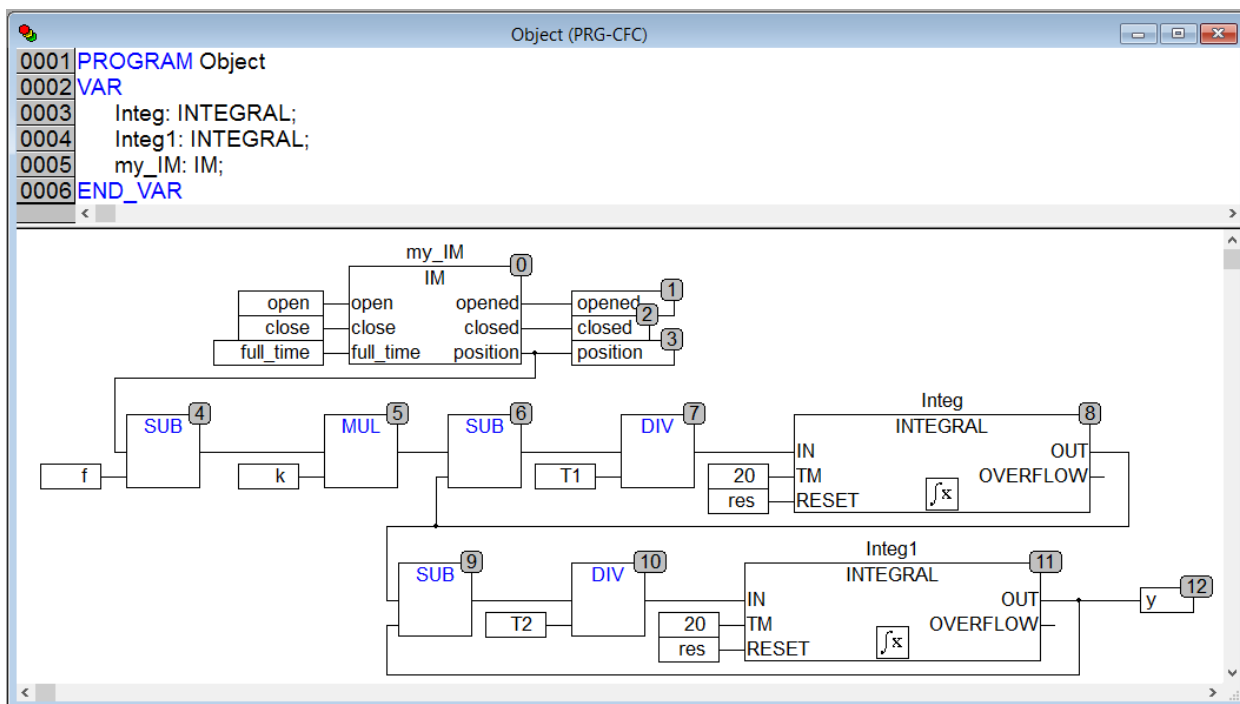 Object (PRG-CFC)
0001 PROGRAM Object
0002 VAR
0003 Integ: INTEGRAL;
0004 Integ1: INTEGRAL;
0005 my_IM: IM;
0006 END_VAR
my_IM
0
IM
1
open open opened opened
2
close close closed closed
3
full_time full_time position position
Integ
SUB 4 MUL 5 SUB 6 DIV 7 INTEGRAL 8
IN OUT
f k T1 20 TM OVERFLOW
res RESET ∫x
Integ1
SUB 9 DIV 10 INTEGRAL 11
12
IN OUT y
T2 20 TM OVERFLOW
res RESET ∫x